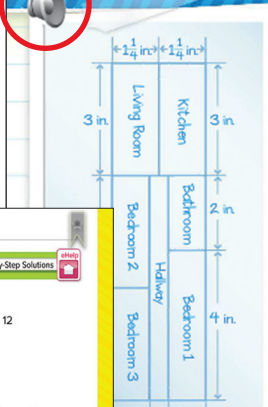 1 1/4 in. 1 1/4 in.
3 in.
Living Room
Kitchen
3 in.
Bathroom
2 in.
Bedroom 2
Hallway
Bedroom 1
4 in.
Bedroom 3
eHelp
-Step Solutions
12